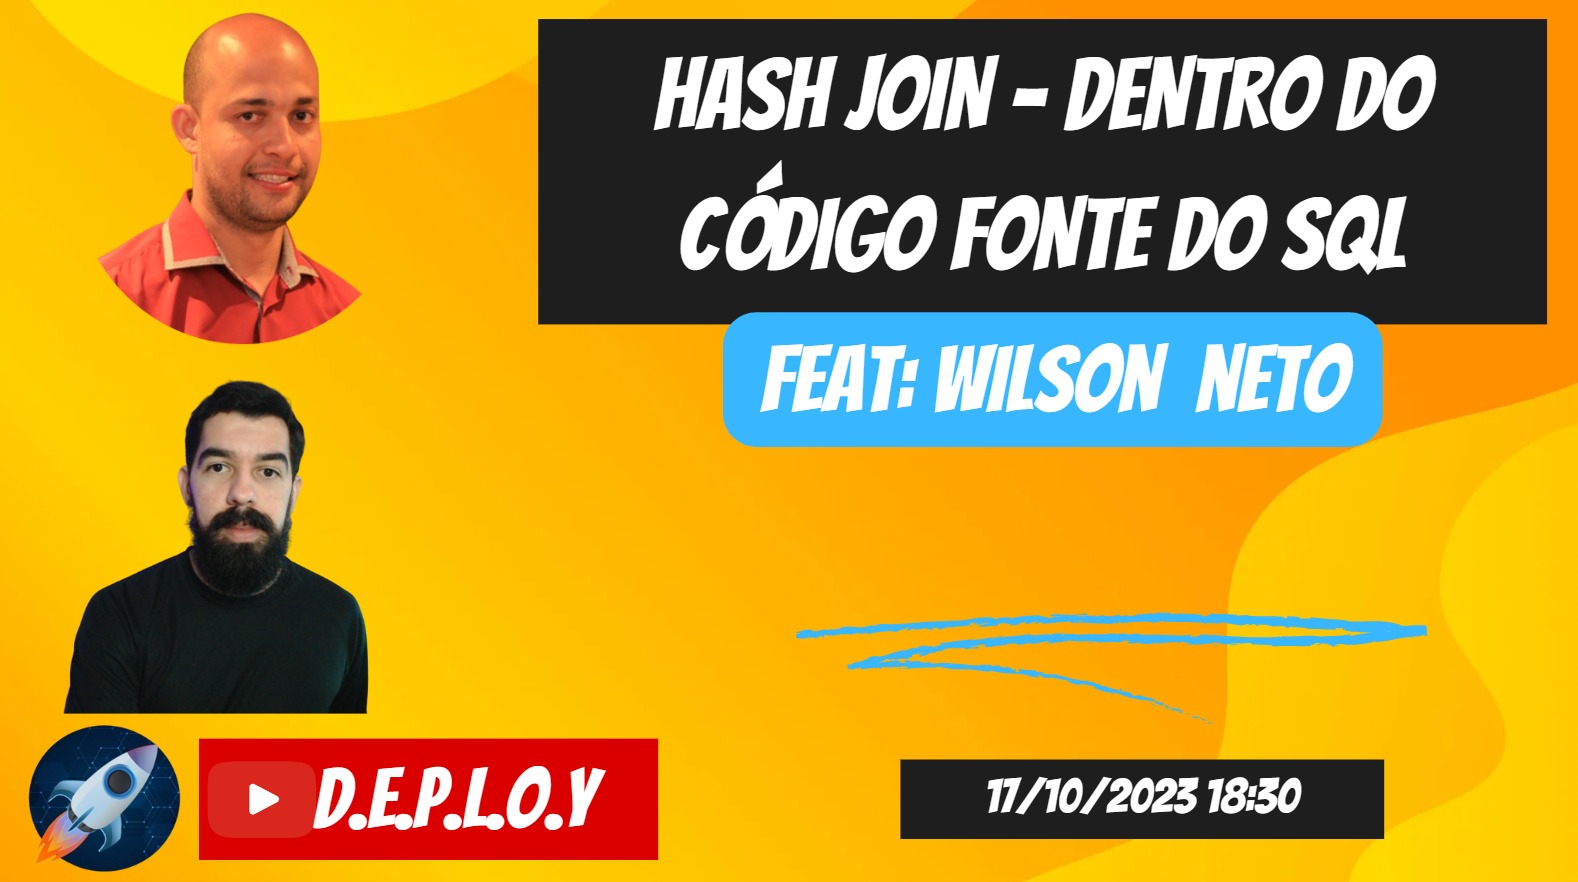 HASH JOIN - DENTRO DO
CÓDIGO FONTE DO SQL
FEAT: WILSON NETO
D.E.P.L.O.Y
17/10/2023 18:30